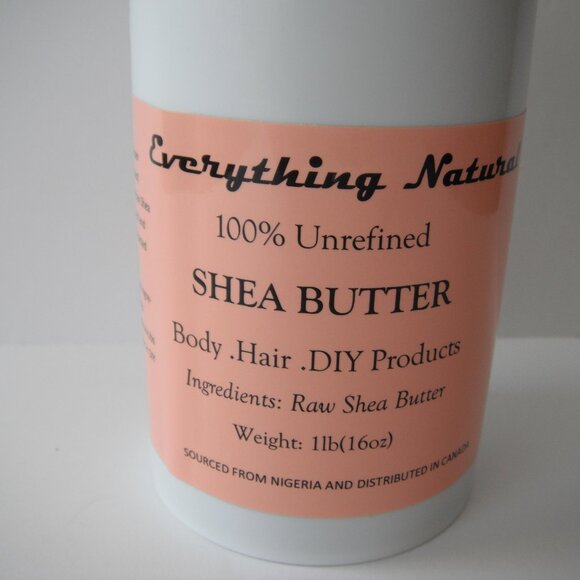 Everything Natural
100% Unrefined
SHEA BUTTER
Body .Hair .DIY Products
Ingredients: Raw Shea Butter
Weight: 1lb(16oz)
SOURCED FROM NIGERIA AND DISTRIBUTED IN CANADA